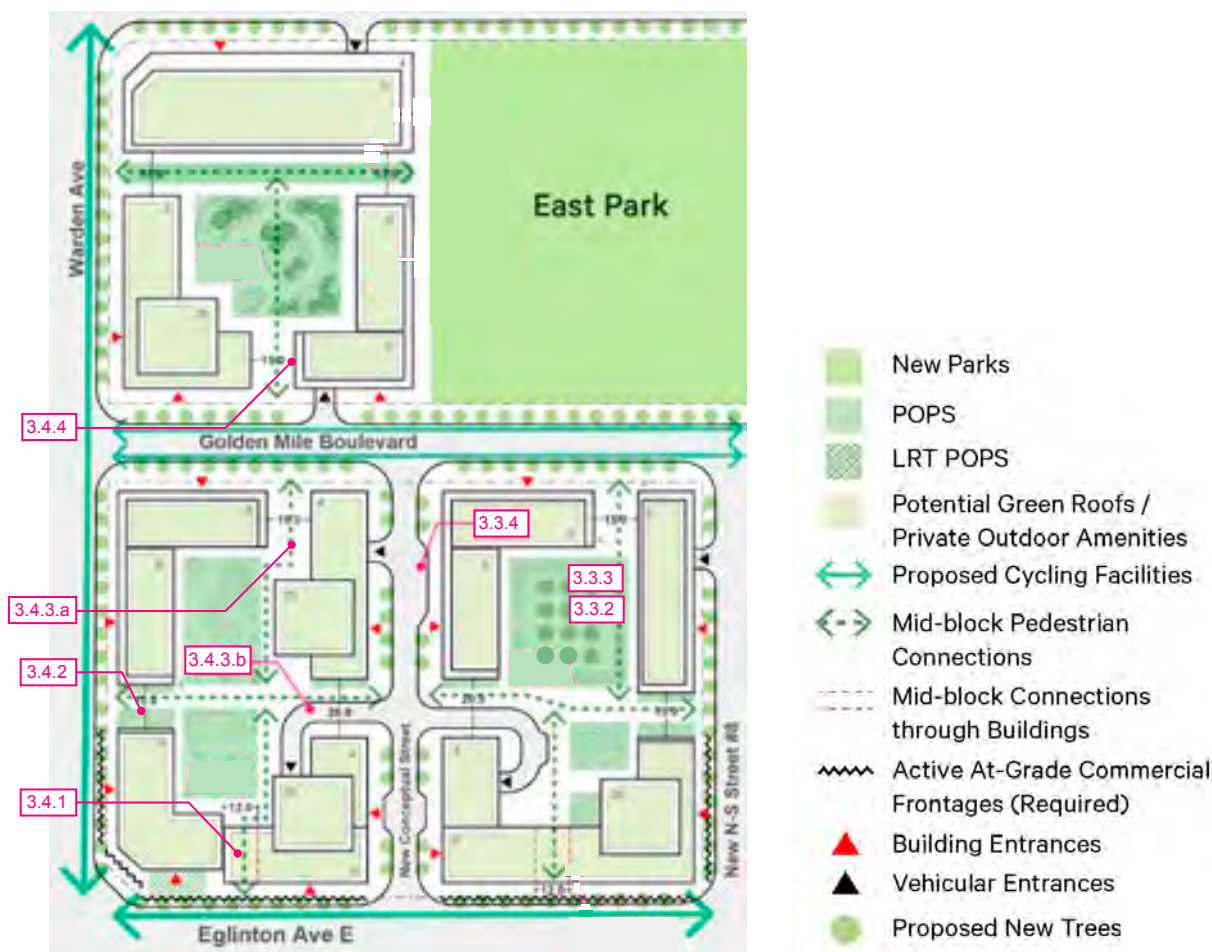 Warden Ave
East Park
3.4.4
Golden Mile Boulevard
3.3.4
3.3.3
3.3.2
3.4.3.a
3.4.3.b
3.4.2
3.4.1
New Conceptual Street
New N-S Street #8
Eglinton Ave E
New Parks
POPS
LRT POPS
Potential Green Roofs /
Private Outdoor Amenities
Proposed Cycling Facilities
Mid-block Pedestrian
Connections
Mid-block Connections
through Buildings
Active At-Grade Commercial
Frontages (Required)
Building Entrances
Vehicular Entrances
Proposed New Trees